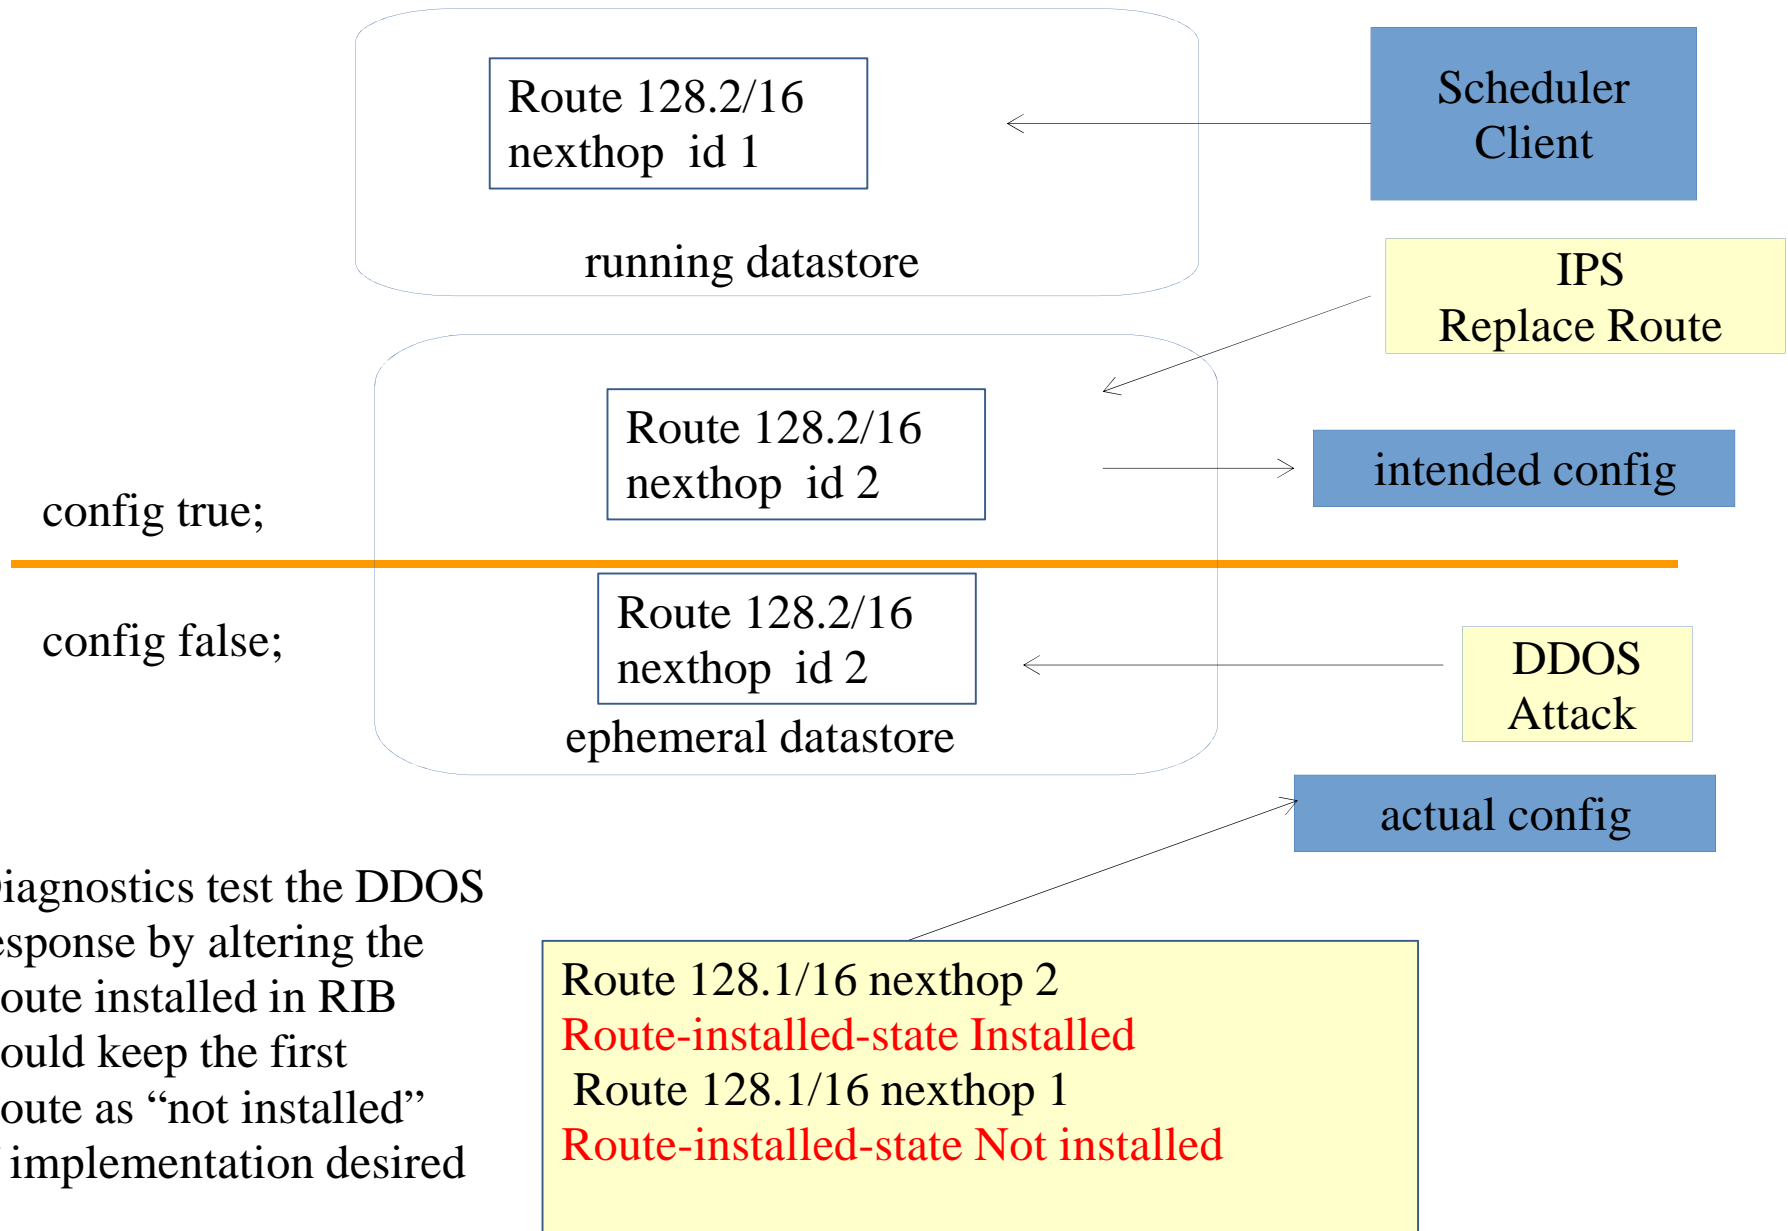 Route 128.2/16
nexthop id 1
running datastore
Scheduler
Client
IPS
Replace Route
Route 128.2/16
nexthop id 2
intended config
config true;
config false;
Route 128.2/16
nexthop id 2
ephemeral datastore
DDOS
Attack
actual config
iagnostics test the DDOS
esponse by altering the
oute installed in RIB
ould keep the first
oute as “not installed”
implementation desired
Route 128.1/16 nexthop 2
Route-installed-state Installed
Route 128.1/16 nexthop 1
Route-installed-state Not installed